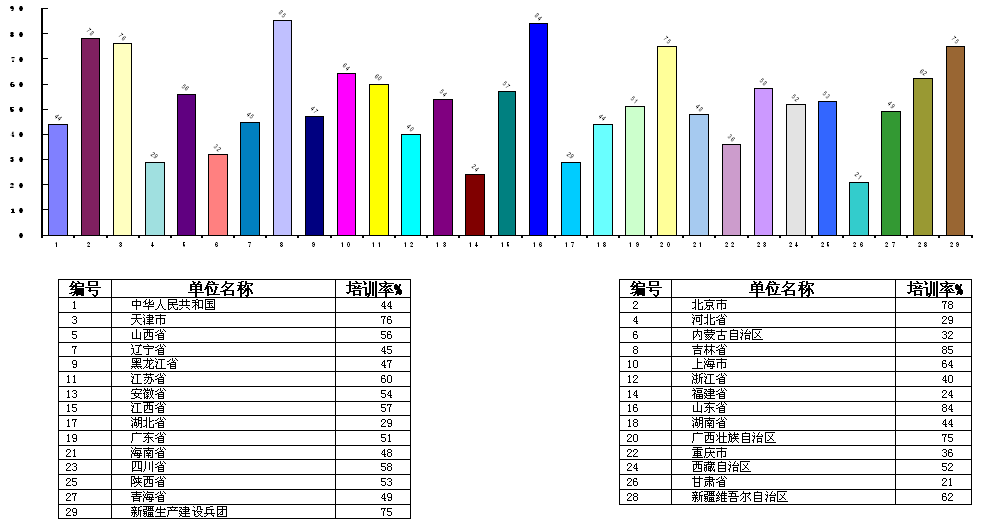 90
80
70
60
50
40
30
20
10
0
44 78 76 29 56 32 45 85 47 64 60 40 54 24 57 84 29 44 51 75 48 36 58 52 53 21 49 62 75
1 2 3 4 5 6 7 8 9 10 11 12 13 14 15 16 17 18 19 20 21 22 23 24 25 26 27 28 29
编号 单位名称 培训率%
1 中华人民共和国 44
3 天津市 76
5 山西省 56
7 辽宁省 45
9 黑龙江省 47
11 江苏省 60
13 安徽省 54
15 江西省 57
17 湖北省 29
19 广东省 51
21 海南省 48
23 四川省 58
25 陕西省 53
27 青海省 49
29 新疆生产建设兵团 75
编号 单位名称 培训率%
2 北京市 78
4 河北省 29
6 内蒙古自治区 32
8 吉林省 85
10 上海市 64
12 浙江省 40
14 福建省 24
16 山东省 84
18 湖南省 44
20 广西壮族自治区 75
22 重庆市 36
24 西藏自治区 52
26 甘肃省 21
28 新疆维吾尔自治区 62